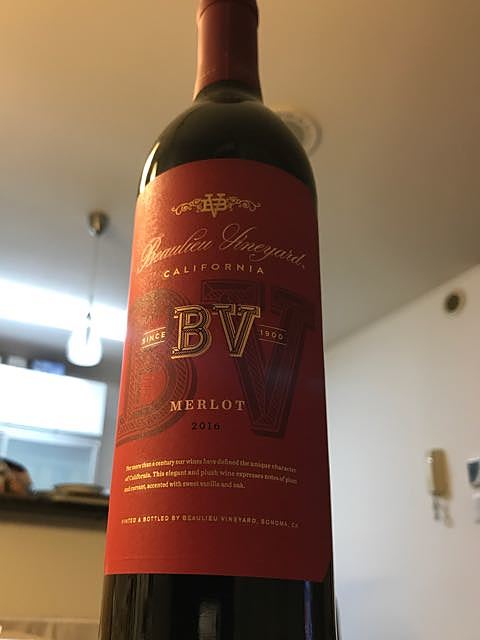 BV
Beaulieu Vineyard
CALIFORNIA
BV
SINCE BV 1900
MERLOT
2016
For more than a century our wines have defined the unique character
of California. This elegant and plush wine expresses notes of plum
and currant, accented with sweet vanilla and oak.
VINTED & BOTTLED BY BEAULIEU VINEYARD, SONOMA, CA